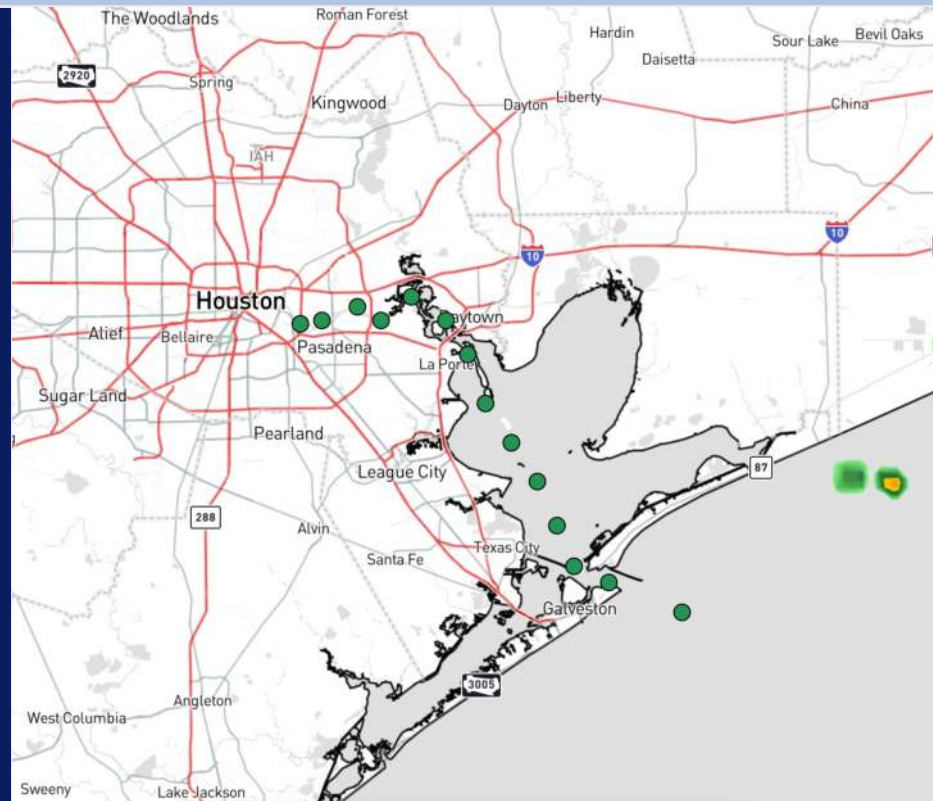 The Woodlands
Roman Forest
Hardin
Sour Lake
Bevil Oaks
Daisetta
2920
Spring
Kingwood
Dayton
Liberty
China
IAH
10
10
Houston
Baytown
Alief
Bellaire
Pasadena
La Porte
Sugar Land
Pearland
League City
87
288
Alvin
Texas City
Santa Fe
Galveston
3005
Angleton
West Columbia
Sweeny
Lake Jackson